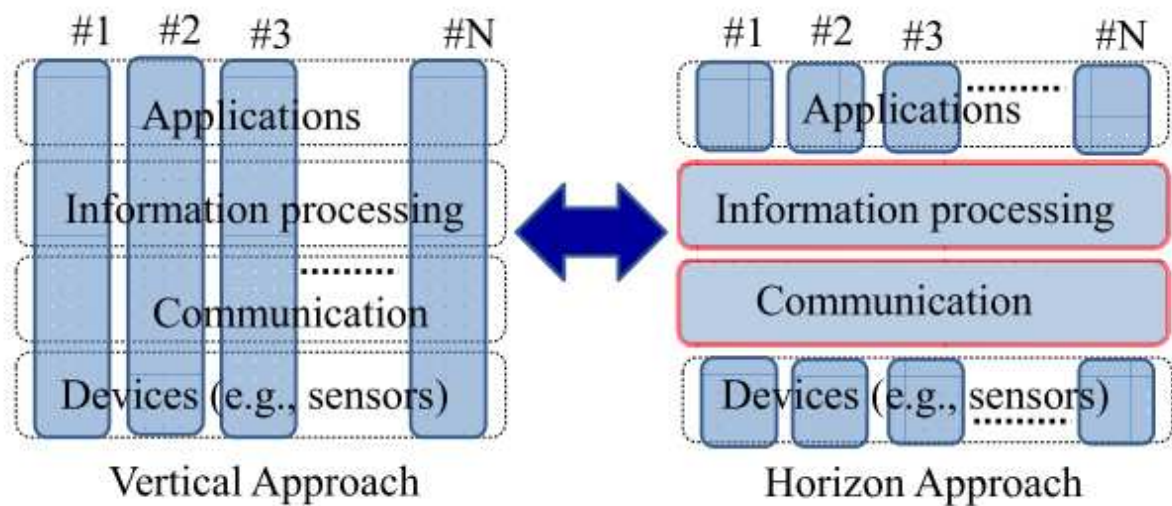 #1 #2 #3 #N
Applications
Information processing
Communication
Devices (e.g., sensors)
Vertical Approach
#1 #2 #3 #N
Applications
Information processing
Communication
Devices (e.g., sensors)
Horizon Approach